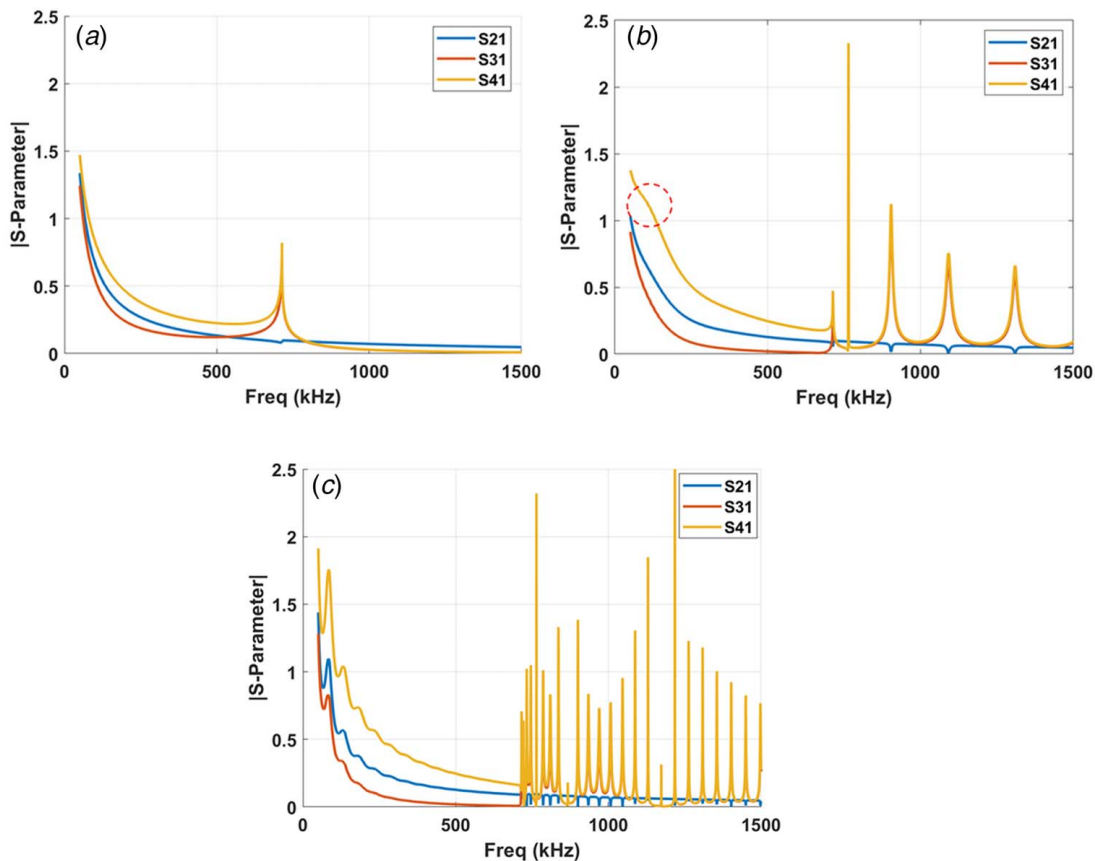 (a)
2.5
2
1.5
1
0.5
0
|S-Parameter|
0 500 1000 1500
Freq (kHz)
S21
S31
S41
(b)
2.5
2
1.5
1
0.5
0
|S-Parameter|
0 500 1000 1500
Freq (kHz)
S21
S31
S41
(c)
2.5
2
1.5
1
0.5
0
|S-Parameter|
0 500 1000 1500
Freq (kHz)
S21
S31
S41